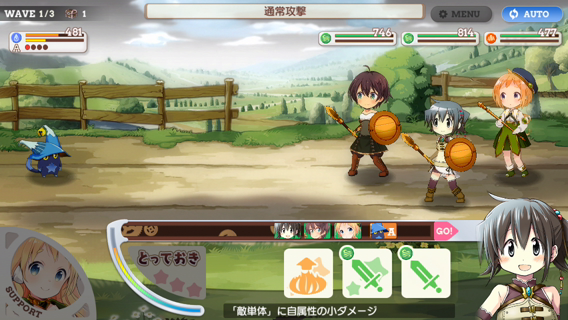 WAVE 1/3 1
通常攻撃
MENU
AUTO
481
A
746
814
477
GO!
とっておき
SUPPORT
「敵単体」に自属性の小ダメージ